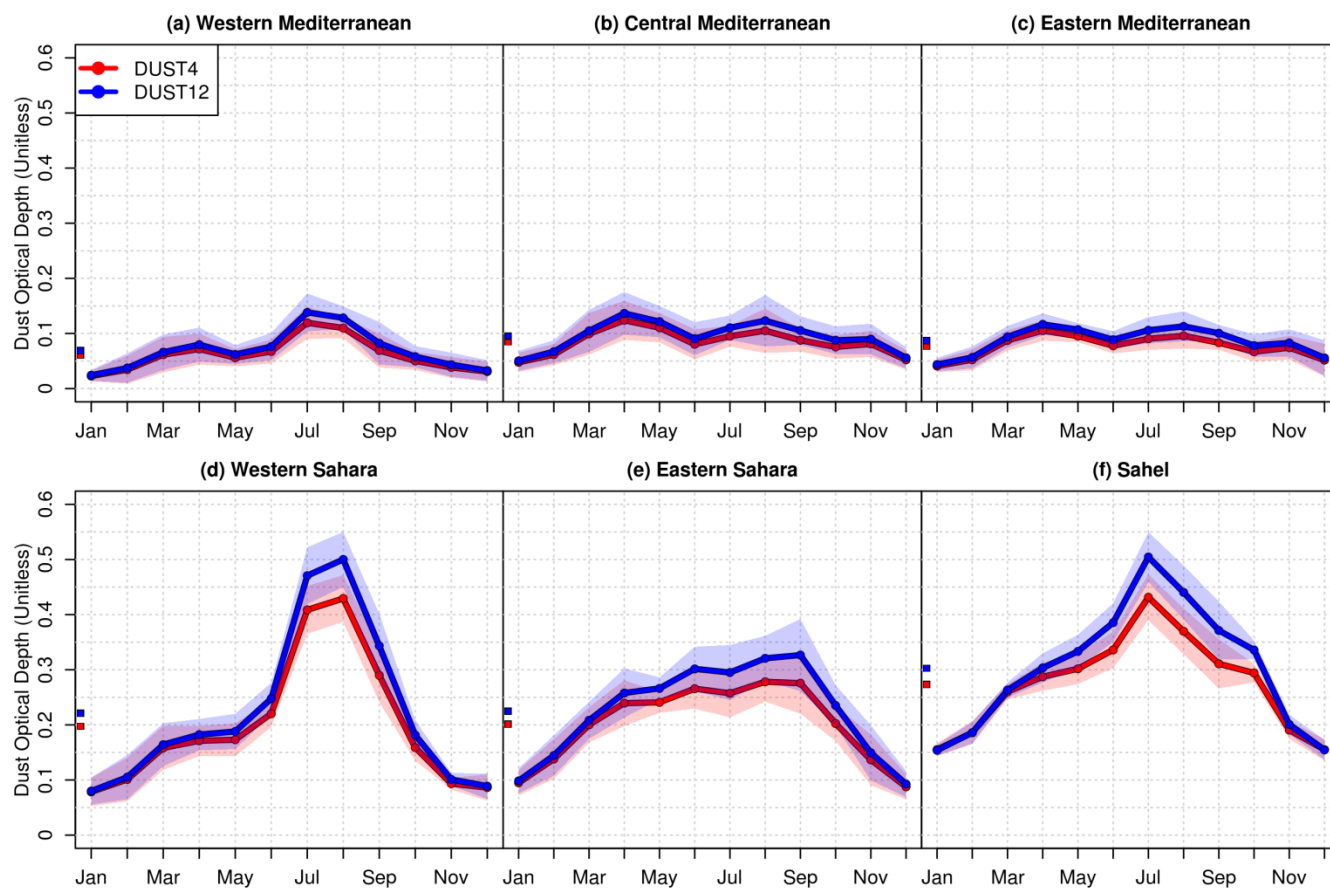 (a) Western Mediterranean
(b) Central Mediterranean
(c) Eastern Mediterranean
Dust Optical Depth (Unitless)
0.6
0.5
0.4
0.3
0.2
0.1
0
DUST4
DUST12
Jan Mar May Jul Sep Nov
Jan Mar May Jul Sep Nov
Jan Mar May Jul Sep Nov
(d) Western Sahara
(e) Eastern Sahara
(f) Sahel
Dust Optical Depth (Unitless)
0.6
0.5
0.4
0.3
0.2
0.1
0
Jan Mar May Jul Sep Nov
Jan Mar May Jul Sep Nov
Jan Mar May Jul Sep Nov